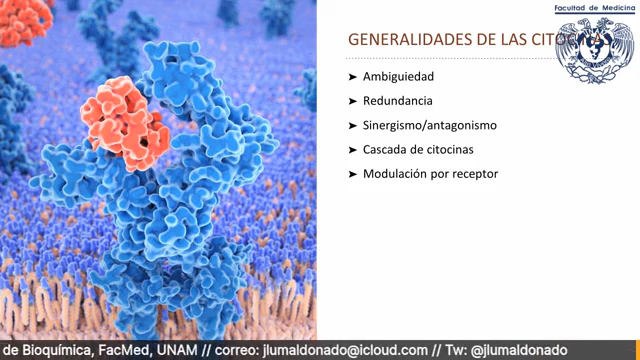 Facultad de Medicina
GENERALIDADES DE LAS CITO
➤ Ambiguiedad
➤ Redundancia
➤ Sinergismo/antagonismo
➤ Cascada de citocinas
➤ Modulación por receptor
de Bioquímica, FacMed, UNAM // correo: jlumaldonado@icloud.com // Tw: @jlumaldonado